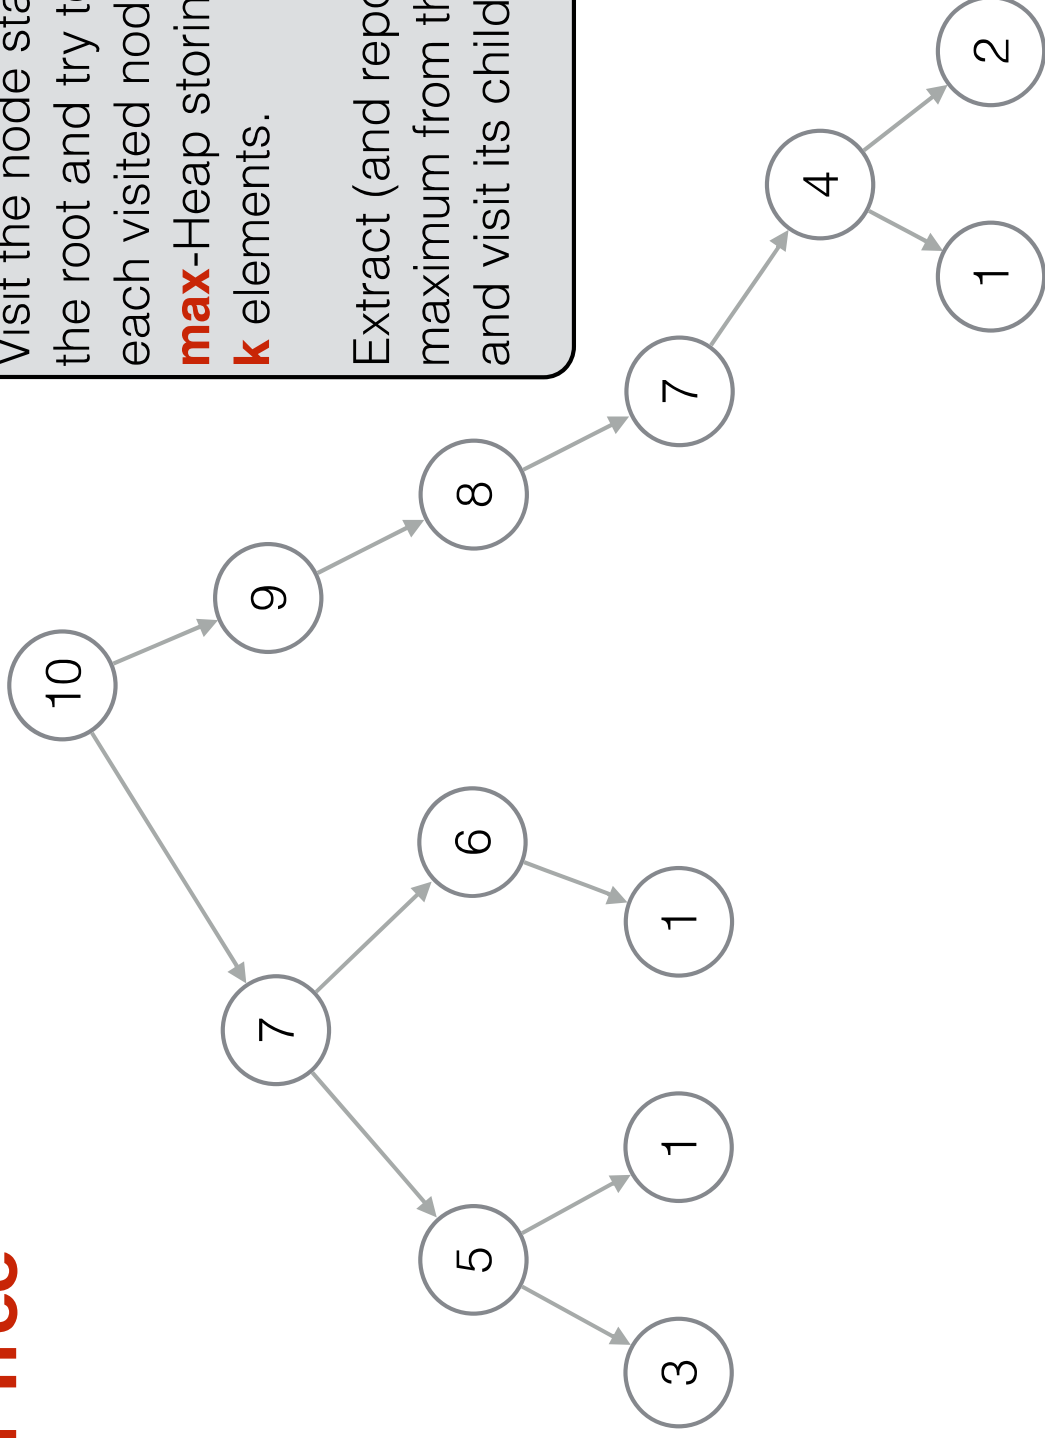 Visit the node sta
the root and try t
each visited nod
max-Heap storin
k elements.
Extract (and repo
maximum from th
and visit its child
10
7
9
5
6
8
3
1
1
7
4
1
2